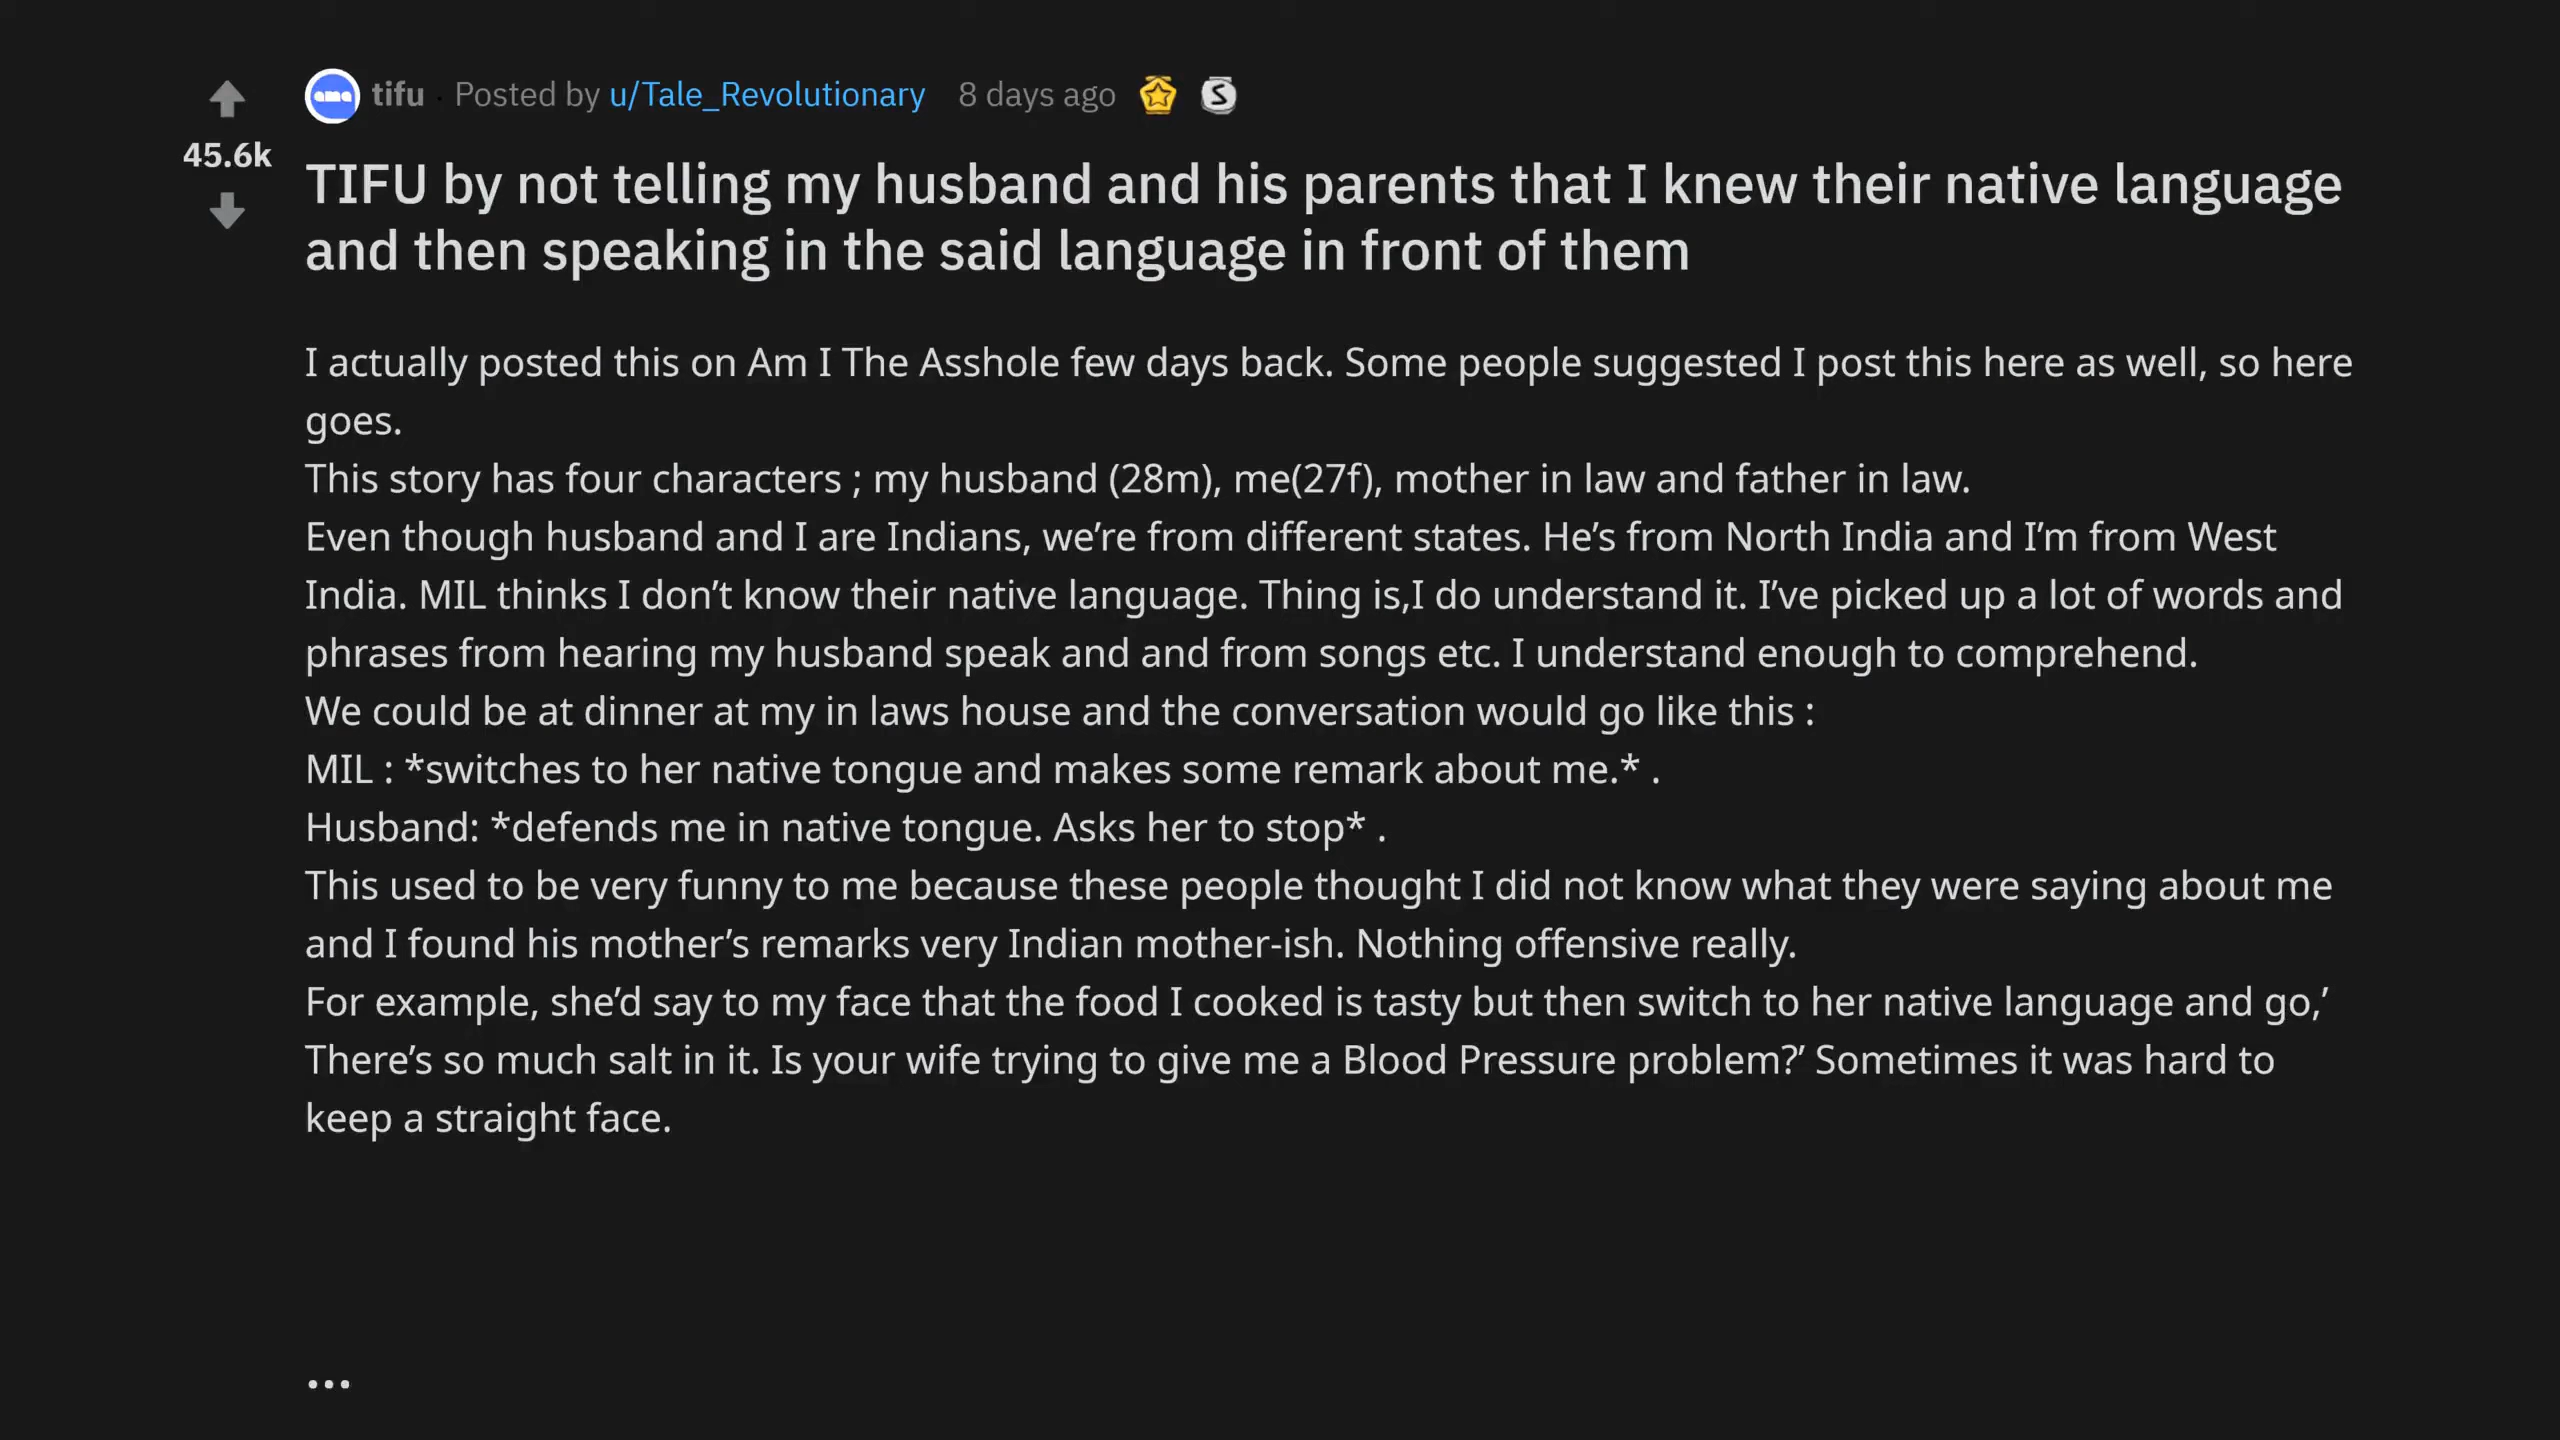 ama tifu · Posted by u/Tale_Revolutionary 8 days ago S
45.6k
TIFU by not telling my husband and his parents that I knew their native language
and then speaking in the said language in front of them
I actually posted this on Am I The Asshole few days back. Some people suggested I post this here as well, so here
goes.
This story has four characters ; my husband (28m), me(27f), mother in law and father in law.
Even though husband and I are Indians, we’re from different states. He’s from North India and I’m from West
India. MIL thinks I don’t know their native language. Thing is,I do understand it. I’ve picked up a lot of words and
phrases from hearing my husband speak and and from songs etc. I understand enough to comprehend.
We could be at dinner at my in laws house and the conversation would go like this :
MIL : *switches to her native tongue and makes some remark about me.* .
Husband: *defends me in native tongue. Asks her to stop* .
This used to be very funny to me because these people thought I did not know what they were saying about me
and I found his mother’s remarks very Indian mother-ish. Nothing offensive really.
For example, she’d say to my face that the food I cooked is tasty but then switch to her native language and go,’
There’s so much salt in it. Is your wife trying to give me a Blood Pressure problem?’ Sometimes it was hard to
keep a straight face.
...